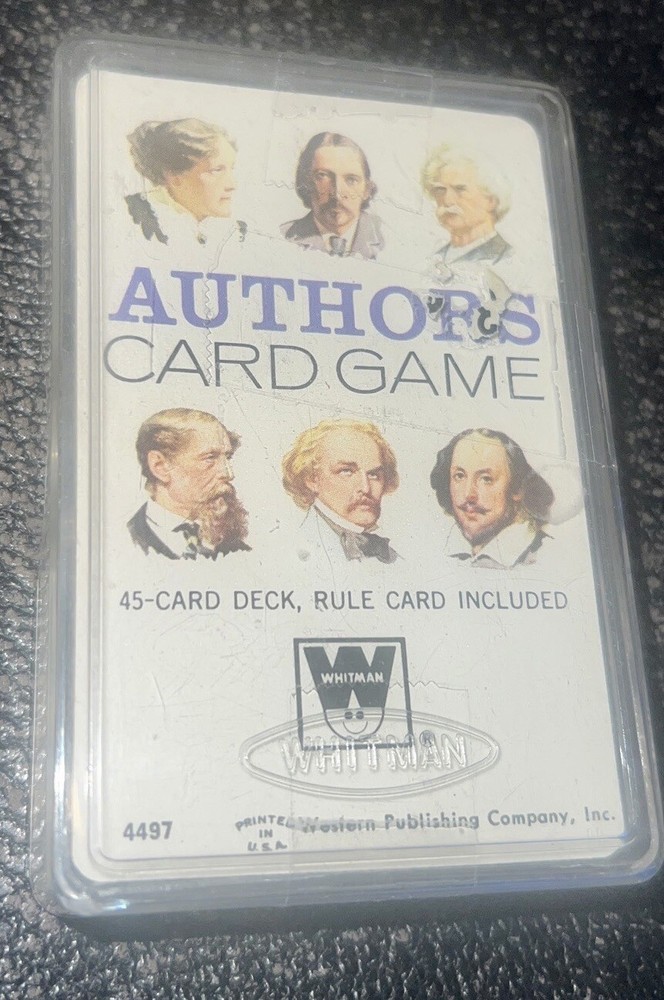 AUTHORS
CARD GAME
45-CARD DECK, RULE CARD INCLUDED
W
WHITMAN
WHITMAN®
4497
PRINTED
IN
U.S.A.
Western Publishing Company, Inc.